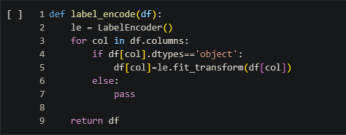 [ ] 1 def label_encode(df):
2 le = LabelEncoder()
3 for col in df.columns:
4 if df[col].dtypes=='object':
5 df[col]=le.fit_transform(df[col])
6 else:
7 pass
8
9 return df